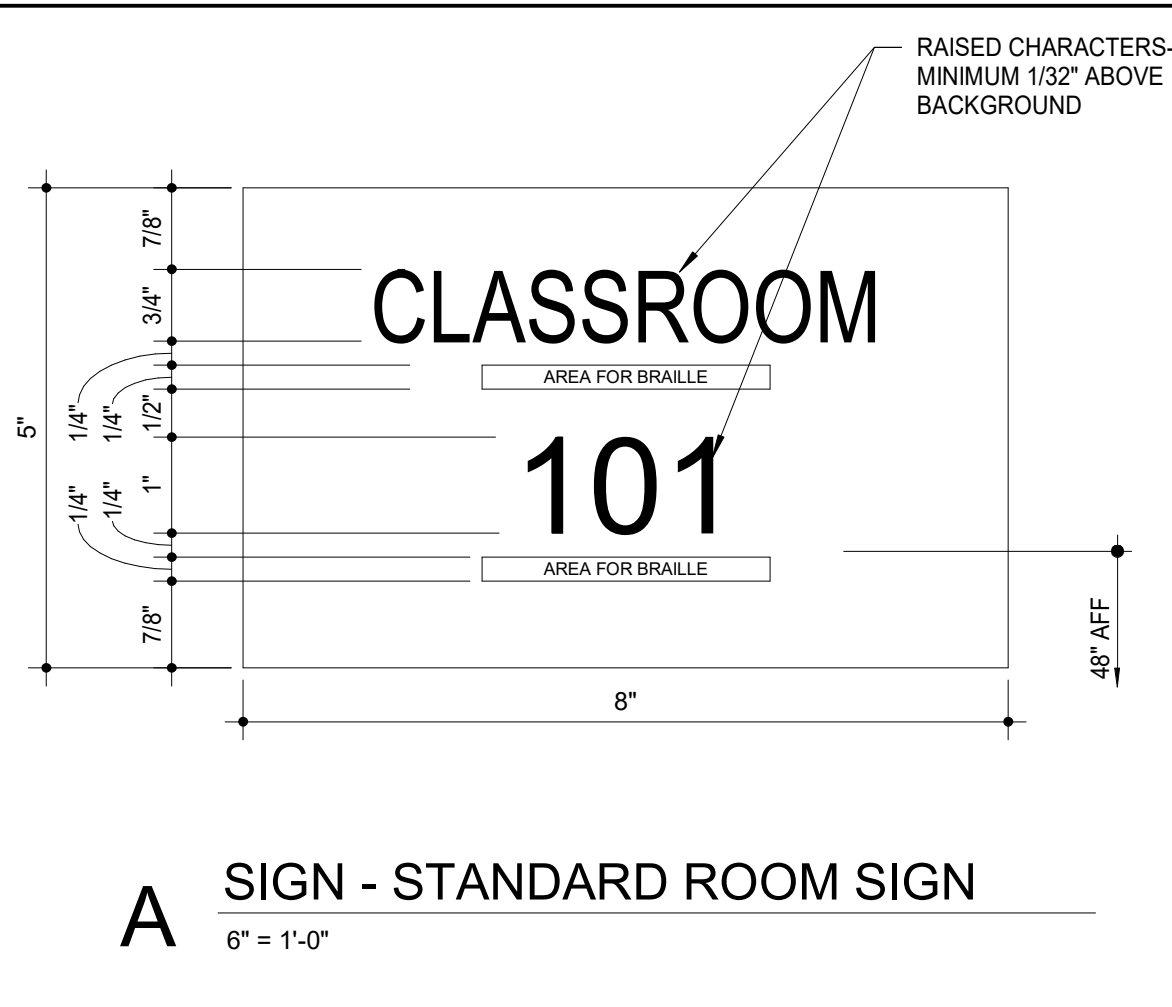 RAISED CHARACTERS-
MINIMUM 1/32" ABOVE
BACKGROUND
7/8"
3/4"
CLASSROOM
AREA FOR BRAILLE
1/4"
1/4"
1/2"
5"
101
1"
1/4"
1/4"
AREA FOR BRAILLE
7/8"
48" AFF
8"
A
SIGN - STANDARD ROOM SIGN
6" = 1'-0"